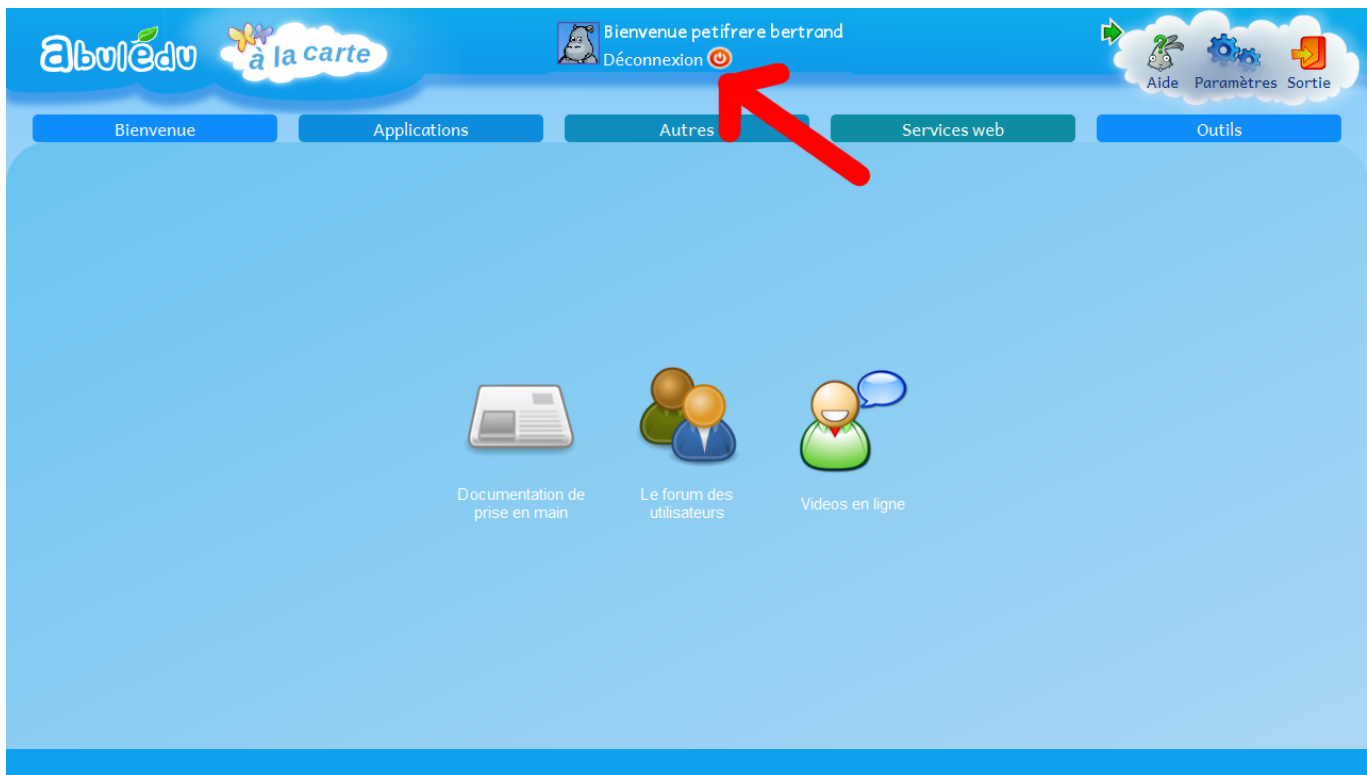 abulédu
à la carte
Bienvenue petifrere bertrand
Déconnexion
Aide Paramètres Sortie
Bienvenue Applications Autres Services web Outils
Documentation de
prise en main
Le forum des
utilisateurs
Videos en ligne